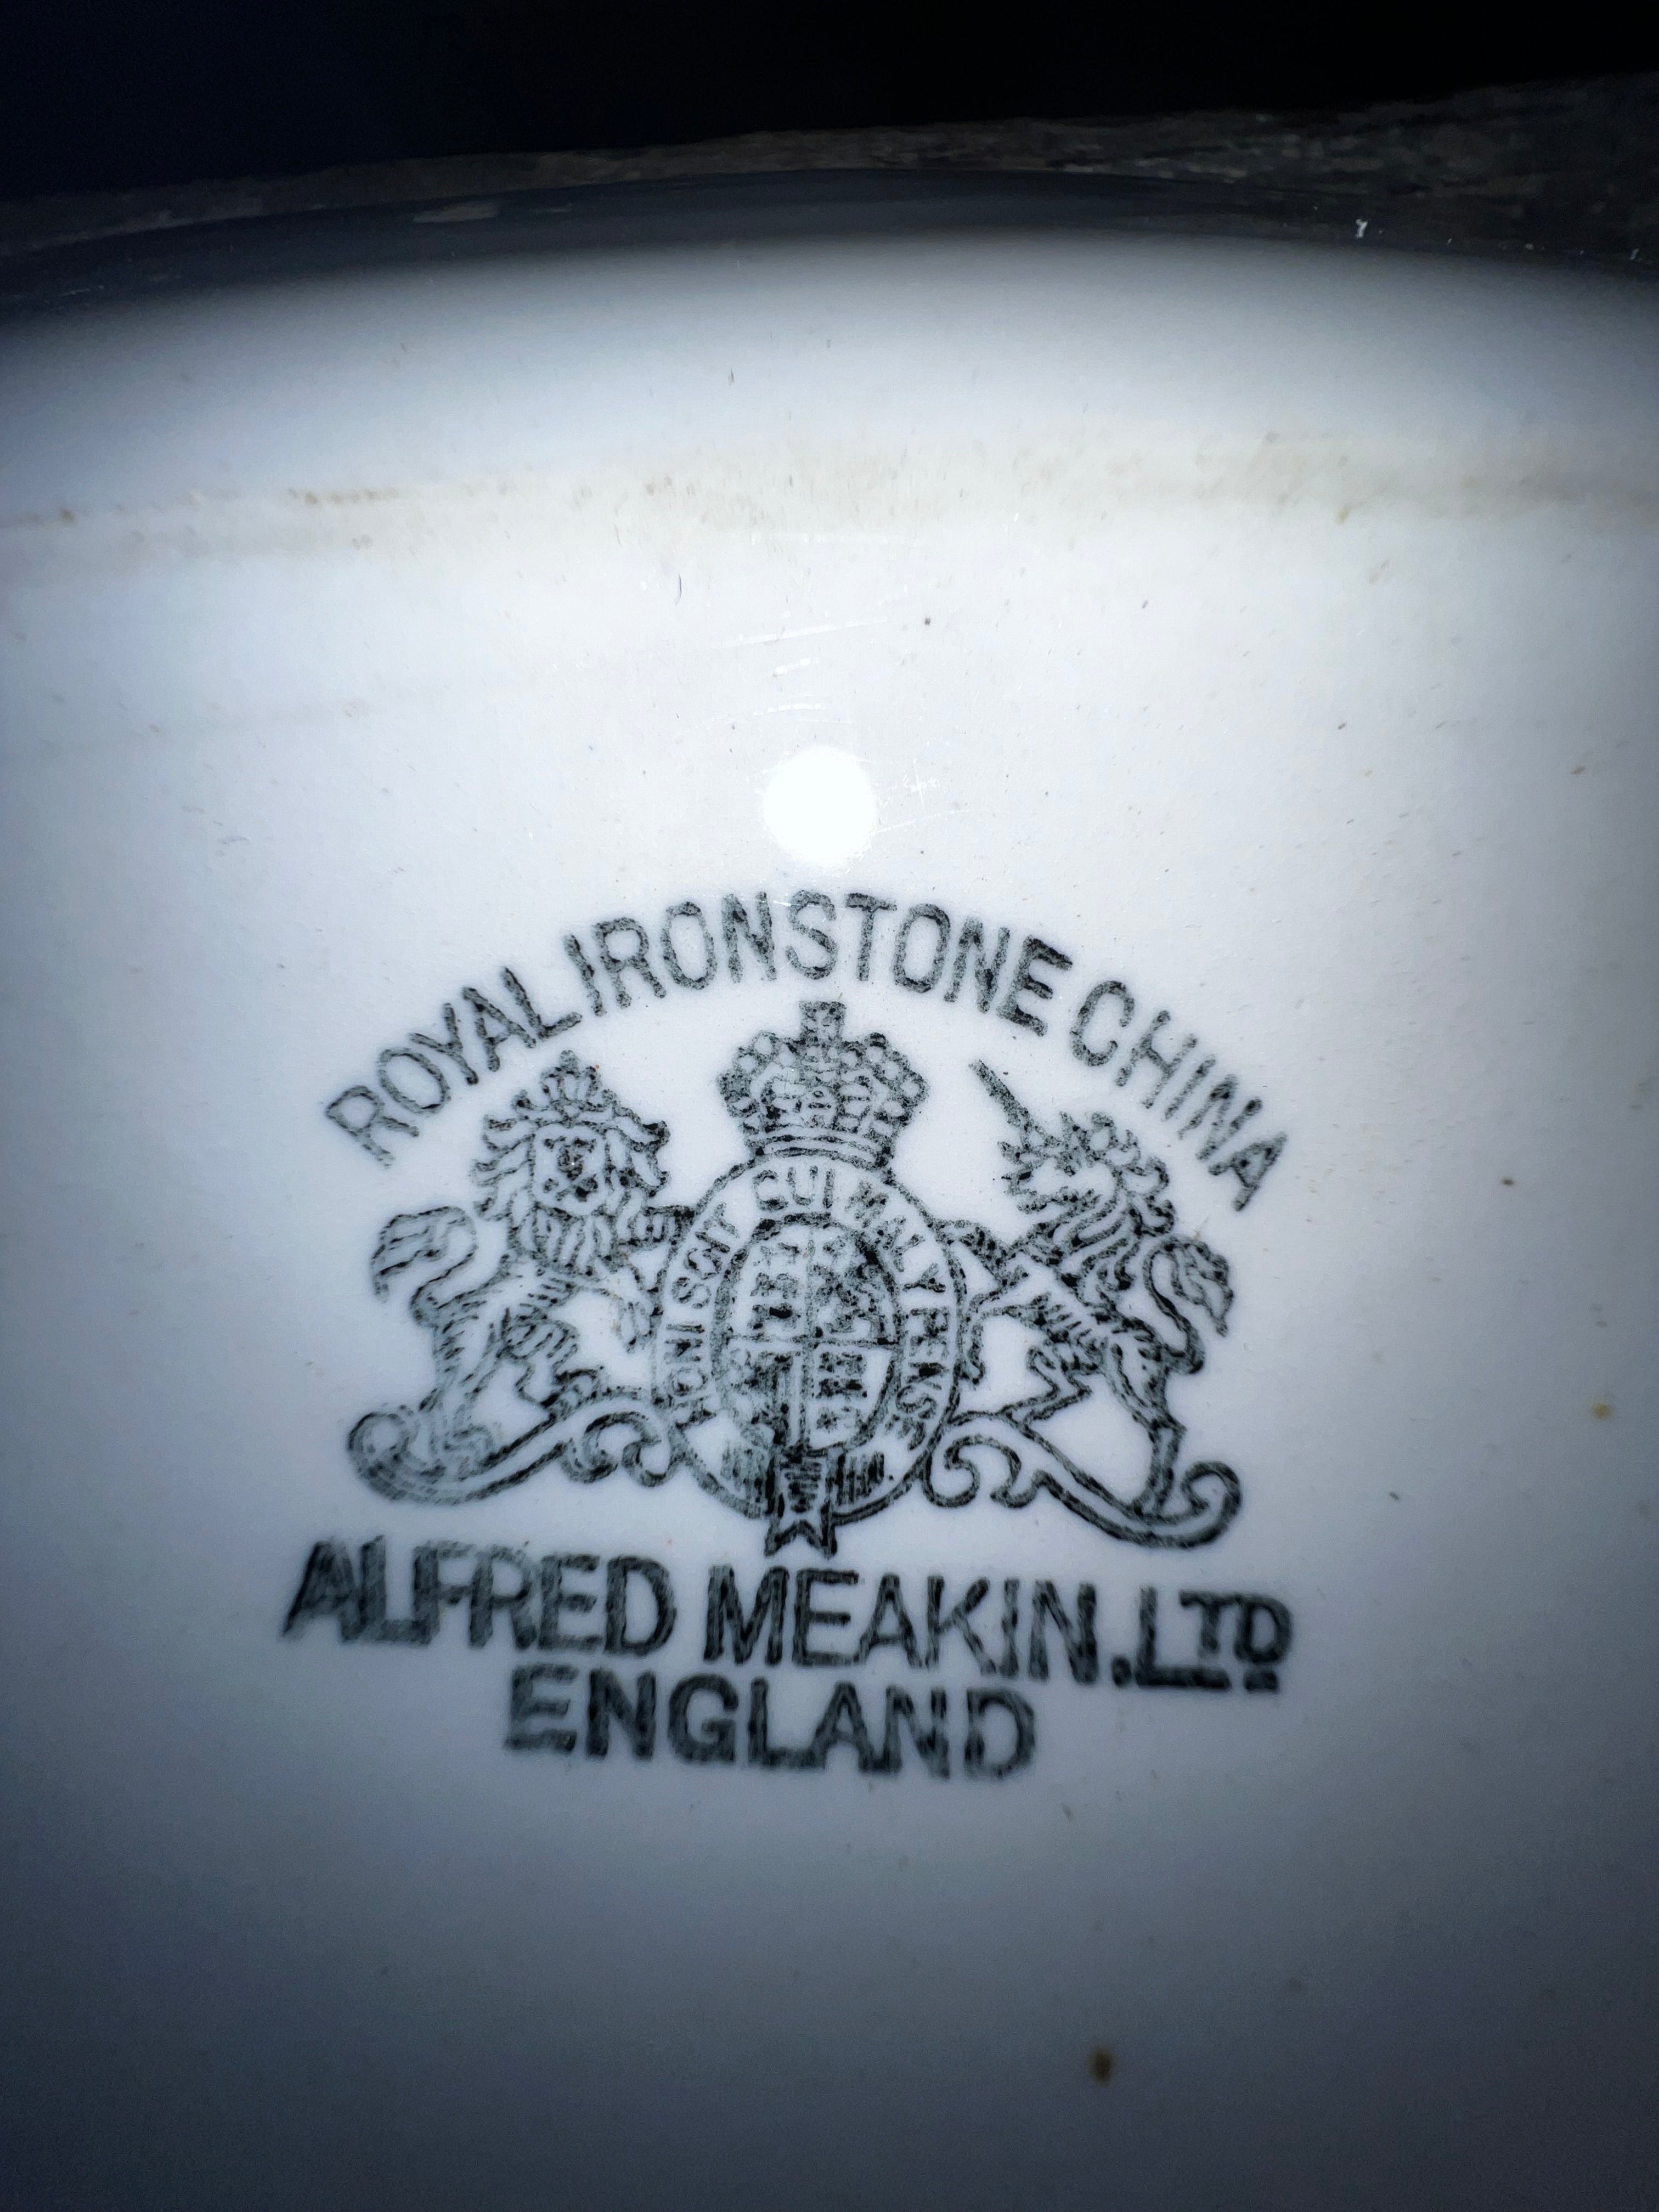 ROYAL IRONSTONE CHINA
HONI SOIT QUI MAL Y PENSE
ALFRED MEAKIN. LTD
ENGLAND